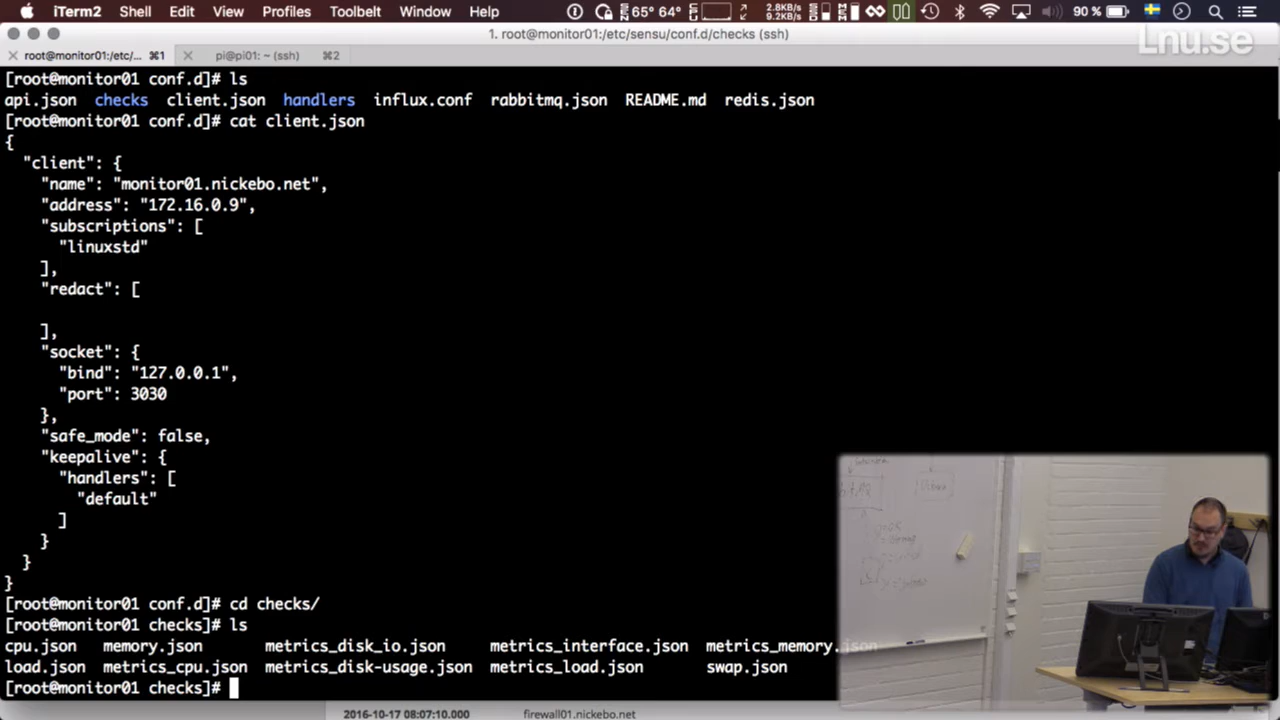 iTerm2 Shell Edit View Profiles Toolbelt Window Help 65° 64° 2.8KB/s 9.2KB/s 90 %
1. root@monitor01:/etc/sensu/conf.d/checks (ssh)
Lnu.se
root@monitor01:/etc/... ⌘1 pi@pi01: ~ (ssh) ⌘2
[root@monitor01 conf.d]# ls
api.json checks client.json handlers influx.conf rabbitmq.json README.md redis.json
[root@monitor01 conf.d]# cat client.json
{
"client": {
"name": "monitor01.nickebo.net",
"address": "172.16.0.9",
"subscriptions": [
"linuxstd"
],
"redact": [
],
"socket": {
"bind": "127.0.0.1",
"port": 3030
},
"safe_mode": false,
"keepalive": {
"handlers": [
"default"
]
}
}
}
[root@monitor01 conf.d]# cd checks/
[root@monitor01 checks]# ls
cpu.json memory.json metrics_disk_io.json metrics_interface.json metrics_memory.json
load.json metrics_cpu.json metrics_disk-usage.json metrics_load.json swap.json
[root@monitor01 checks]#
2016-10-17 08:07:10.000 firewall01.nickebo.net